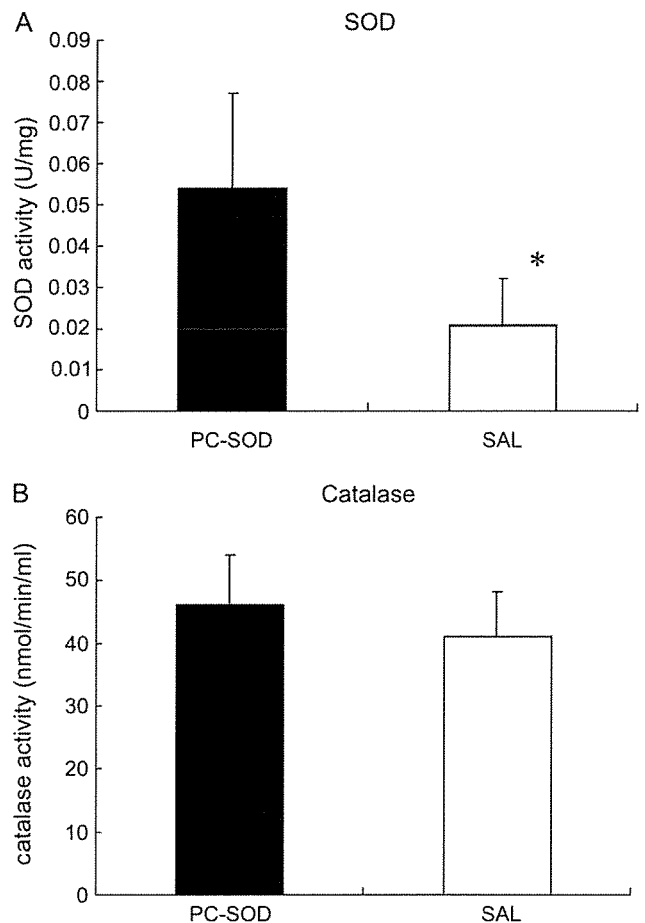 A
SOD
SOD activity (U/mg)
0.09
0.08
0.07
0.06
0.05
0.04
0.03
0.02
0.01
0
*
PC-SOD SAL
B
Catalase
catalase activity (nmol/min/ml)
60
50
40
30
20
10
0
PC-SOD SAL